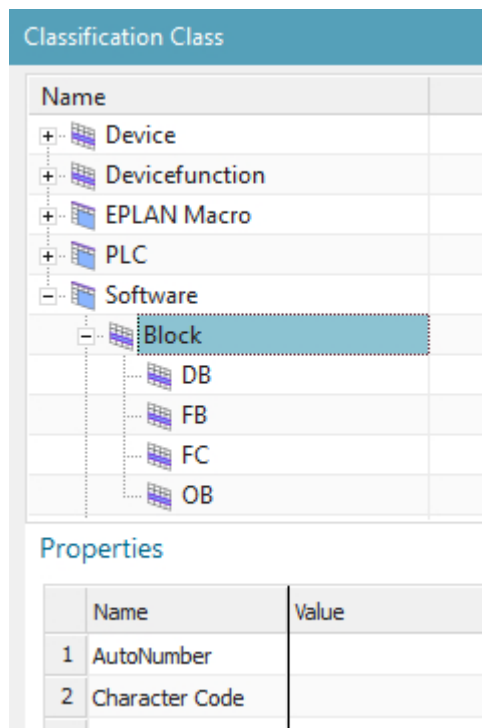 Classification Class
Name
Device
Devicefunction
EPLAN Macro
PLC
Software
Block
DB
FB
FC
OB
Properties
Name Value
1 AutoNumber
2 Character Code